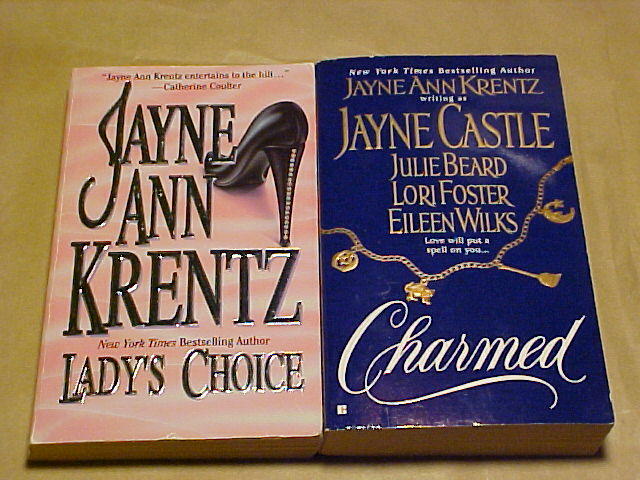 "Jayne Ann Krentz entertains to the hilt..."
—Catherine Coulter
JAYNE
ANN
KRENTZ
New York Times Bestselling Author
LADY'S CHOICE
New York Times Bestselling Author
JAYNE ANN KRENTZ
writing as
JAYNE CASTLE
JULIE BEARD
LORI FOSTER
EILEEN WILKS
Love will put a
spell on you...
Charmed